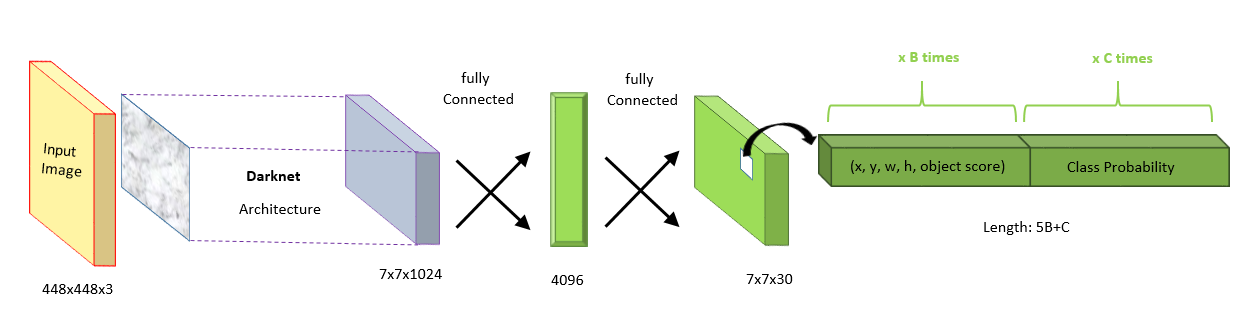 Input
Image
448x448x3
Darknet
Architecture
7x7x1024
fully
Connected
4096
fully
Connected
7x7x30
x B times
x C times
(x, y, w, h, object score)
Class Probability
Length: 5B+C